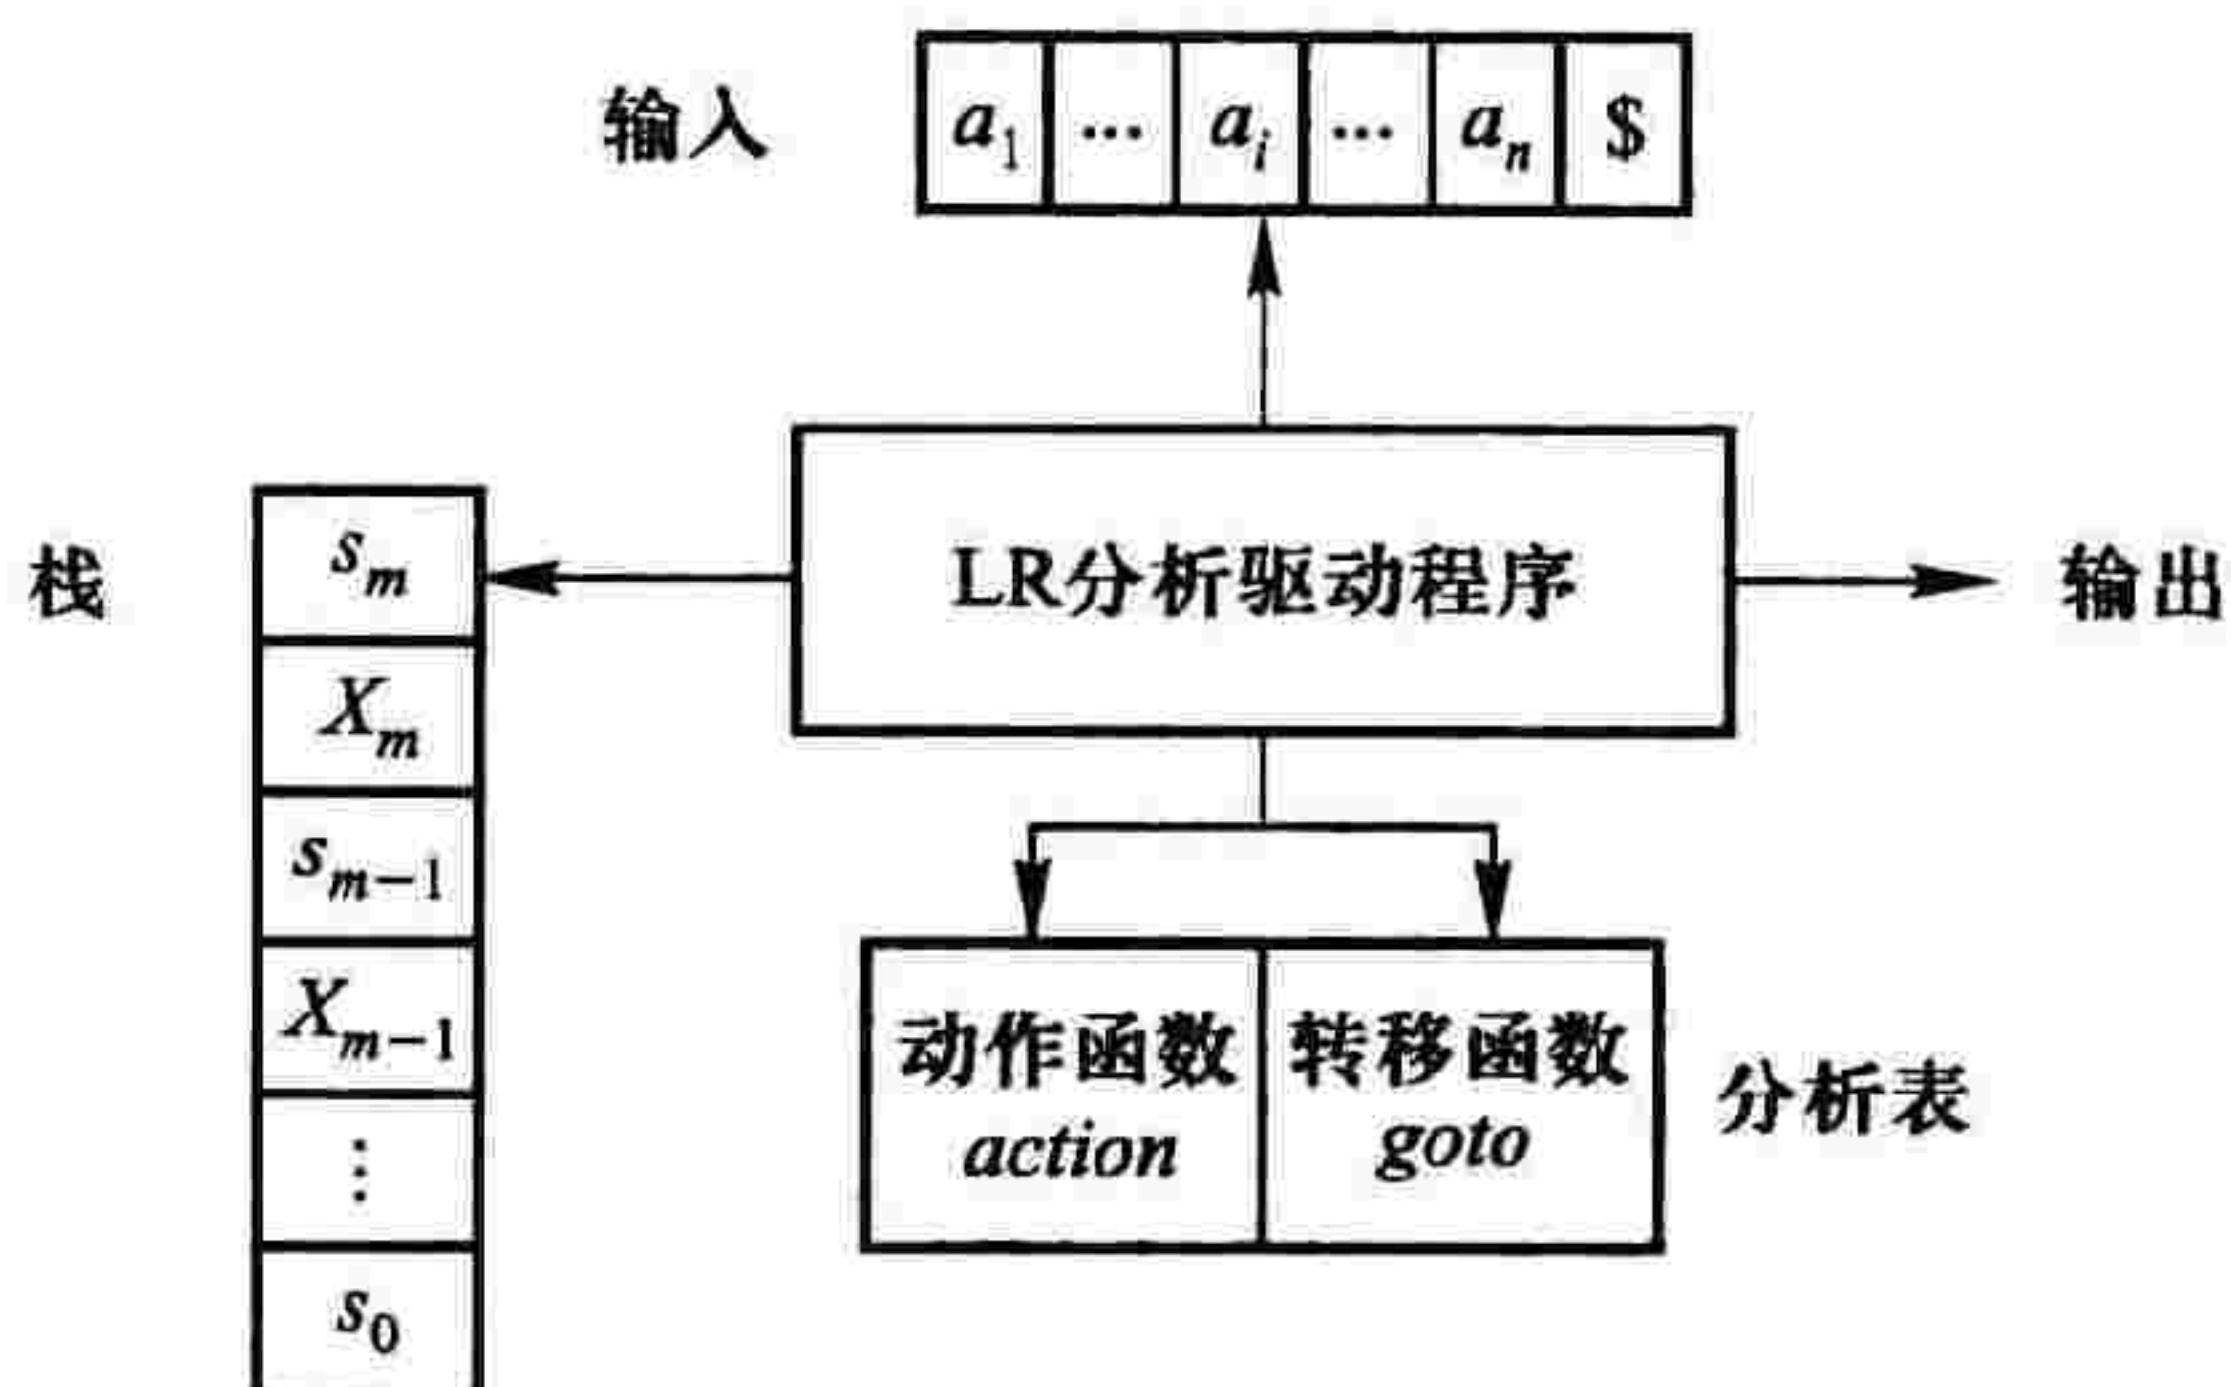 输入 a₁ ⋯ aᵢ ⋯ aₙ $
栈
sₘ
Xₘ
sₘ₋₁
Xₘ₋₁
⋮
s₀
LR分析驱动程序
输出
动作函数
action
转移函数
goto
分析表